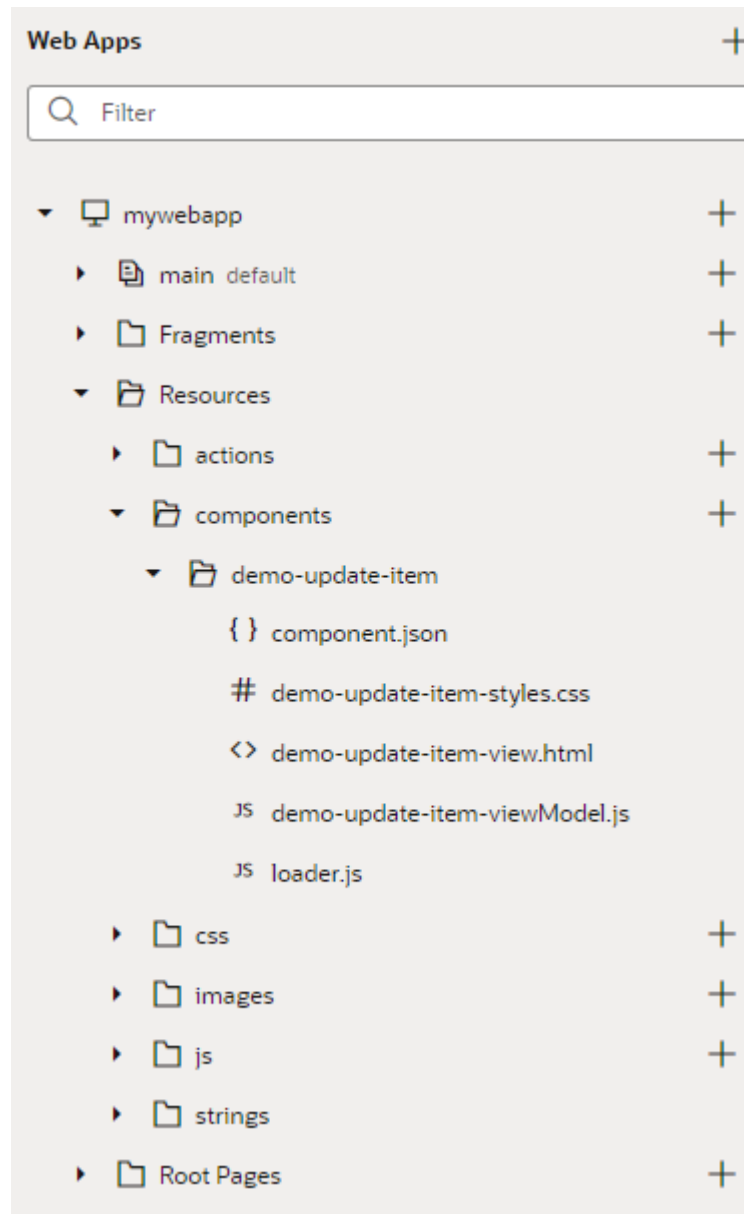 Web Apps
Filter
mywebapp
main default
Fragments
Resources
actions
components
demo-update-item
{ } component.json
# demo-update-item-styles.css
<> demo-update-item-view.html
JS demo-update-item-viewModel.js
JS loader.js
css
images
js
strings
Root Pages